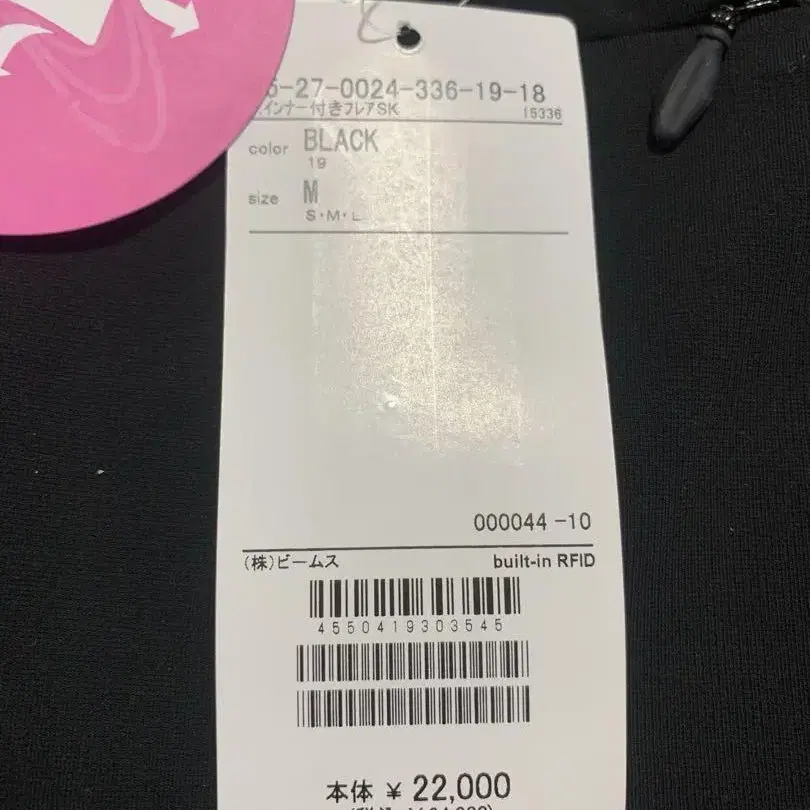 5-27-0024-336-19-18
インナー付きフレアSK 15336
color BLACK
19
size M
S・M・L
000044 -10
(株)ビームス built-in RFID
4550419303545
本体 ¥ 22,000